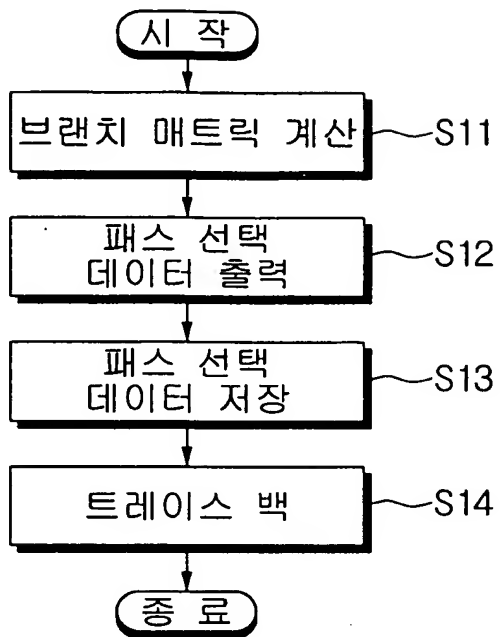 시 작
브랜치 매트릭 계산
S11
패스 선택
데이터 출력
S12
패스 선택
데이터 저장
S13
트레이스 백
S14
종 료